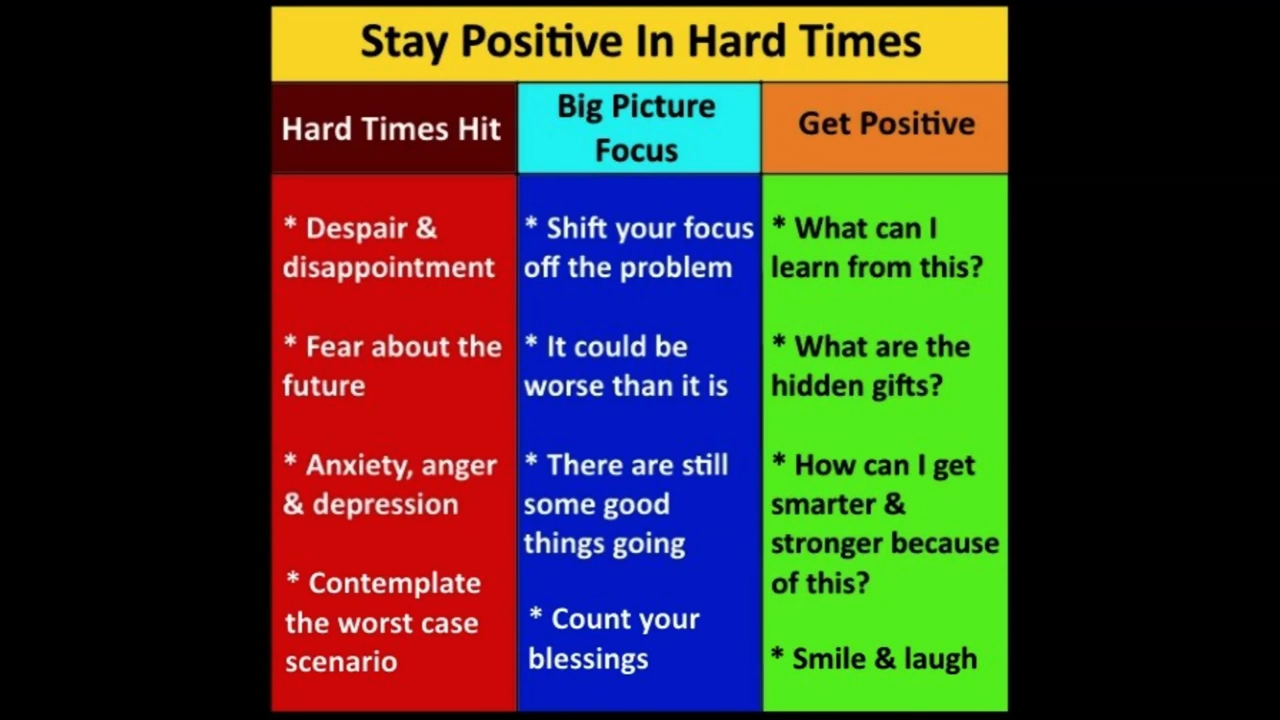 Stay Positive In Hard Times
Hard Times Hit
Big Picture
Focus
Get Positive
* Despair &
disappointment
* Fear about the
future
* Anxiety, anger
& depression
* Contemplate
the worst case
scenario
* Shift your focus
off the problem
* It could be
worse than it is
* There are still
some good
things going
* Count your
blessings
* What can I
learn from this?
* What are the
hidden gifts?
* How can I get
smarter &
stronger because
of this?
* Smile & laugh